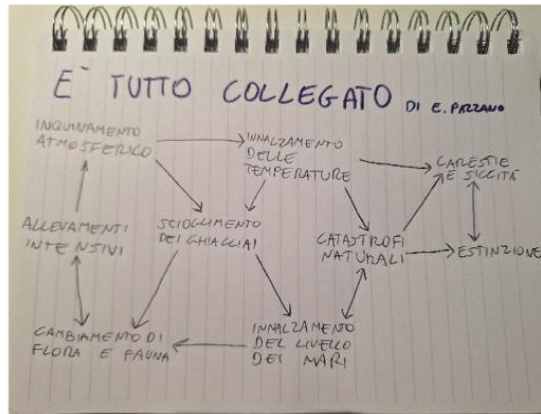 E` TUTTO COLLEGATO DI E. PAZZANO
INQUINAMENTO
ATMOSFERICO
INNALZAMENTO
DELLE
TEMPERATURE
CARESTIE
E SICCITÀ
ALLEVAMENTI
INTENSIVI
SCIOGLIMENTO
DEI GHIACCIAI
CATASTROFI
NATURALI
ESTINZIONE
CAMBIAMENTO DI
FLORA E FAUNA
INNALZAMENTO
DEL LIVELLO
DEI MARI